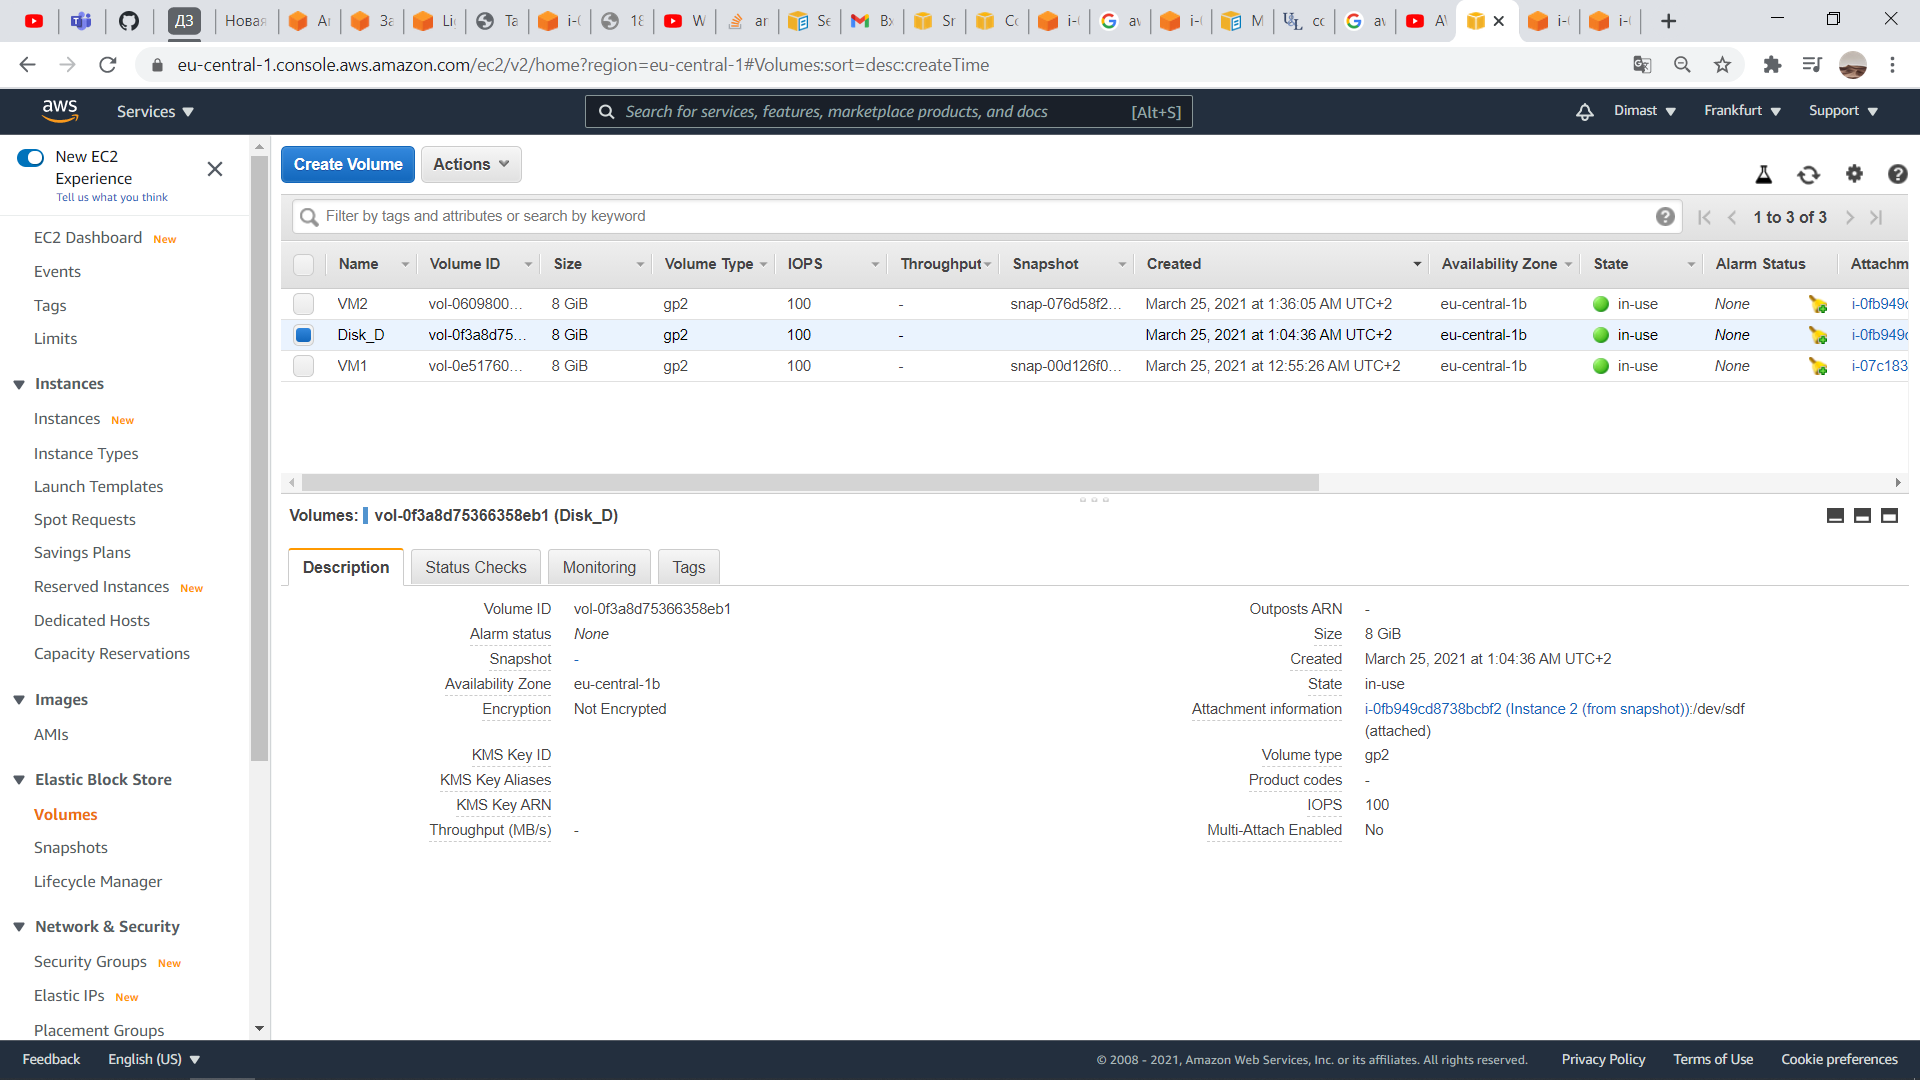 ДЗ Новая Ar За Lig Ta i-0 18 W ar Se Вх Sn Co i-0 av i-0 M co av A\ i-0 i-0
eu-central-1.console.aws.amazon.com/ec2/v2/home?region=eu-central-1#Volumes:sort=desc:createTime
aws Services Search for services, features, marketplace products, and docs [Alt+S] Dimast Frankfurt Support
New EC2 Experience
Tell us what you think
EC2 Dashboard New
Events
Tags
Limits
Instances
Instances New
Instance Types
Launch Templates
Spot Requests
Savings Plans
Reserved Instances New
Dedicated Hosts
Capacity Reservations
Images
AMIs
Elastic Block Store
Volumes
Snapshots
Lifecycle Manager
Network & Security
Security Groups New
Elastic IPs New
Placement Groups
Create Volume Actions
Filter by tags and attributes or search by keyword 1 to 3 of 3
Name Volume ID Size Volume Type IOPS Throughput Snapshot Created Availability Zone State Alarm Status Attachm
VM2 vol-0609800... 8 GiB gp2 100 - snap-076d58f2... March 25, 2021 at 1:36:05 AM UTC+2 eu-central-1b in-use None i-0fb949c
Disk_D vol-0f3a8d75... 8 GiB gp2 100 - March 25, 2021 at 1:04:36 AM UTC+2 eu-central-1b in-use None i-0fb949c
VM1 vol-0e51760... 8 GiB gp2 100 - snap-00d126f0... March 25, 2021 at 12:55:26 AM UTC+2 eu-central-1b in-use None i-07c183
Volumes: vol-0f3a8d75366358eb1 (Disk_D)
Description Status Checks Monitoring Tags
Volume ID vol-0f3a8d75366358eb1
Alarm status None
Snapshot -
Availability Zone eu-central-1b
Encryption Not Encrypted
KMS Key ID
KMS Key Aliases
KMS Key ARN
Throughput (MB/s) -
Outposts ARN -
Size 8 GiB
Created March 25, 2021 at 1:04:36 AM UTC+2
State in-use
Attachment information i-0fb949cd8738bcbf2 (Instance 2 (from snapshot)):/dev/sdf
(attached)
Volume type gp2
Product codes -
IOPS 100
Multi-Attach Enabled No
Feedback English (US) © 2008 - 2021, Amazon Web Services, Inc. or its affiliates. All rights reserved. Privacy Policy Terms of Use Cookie preferences